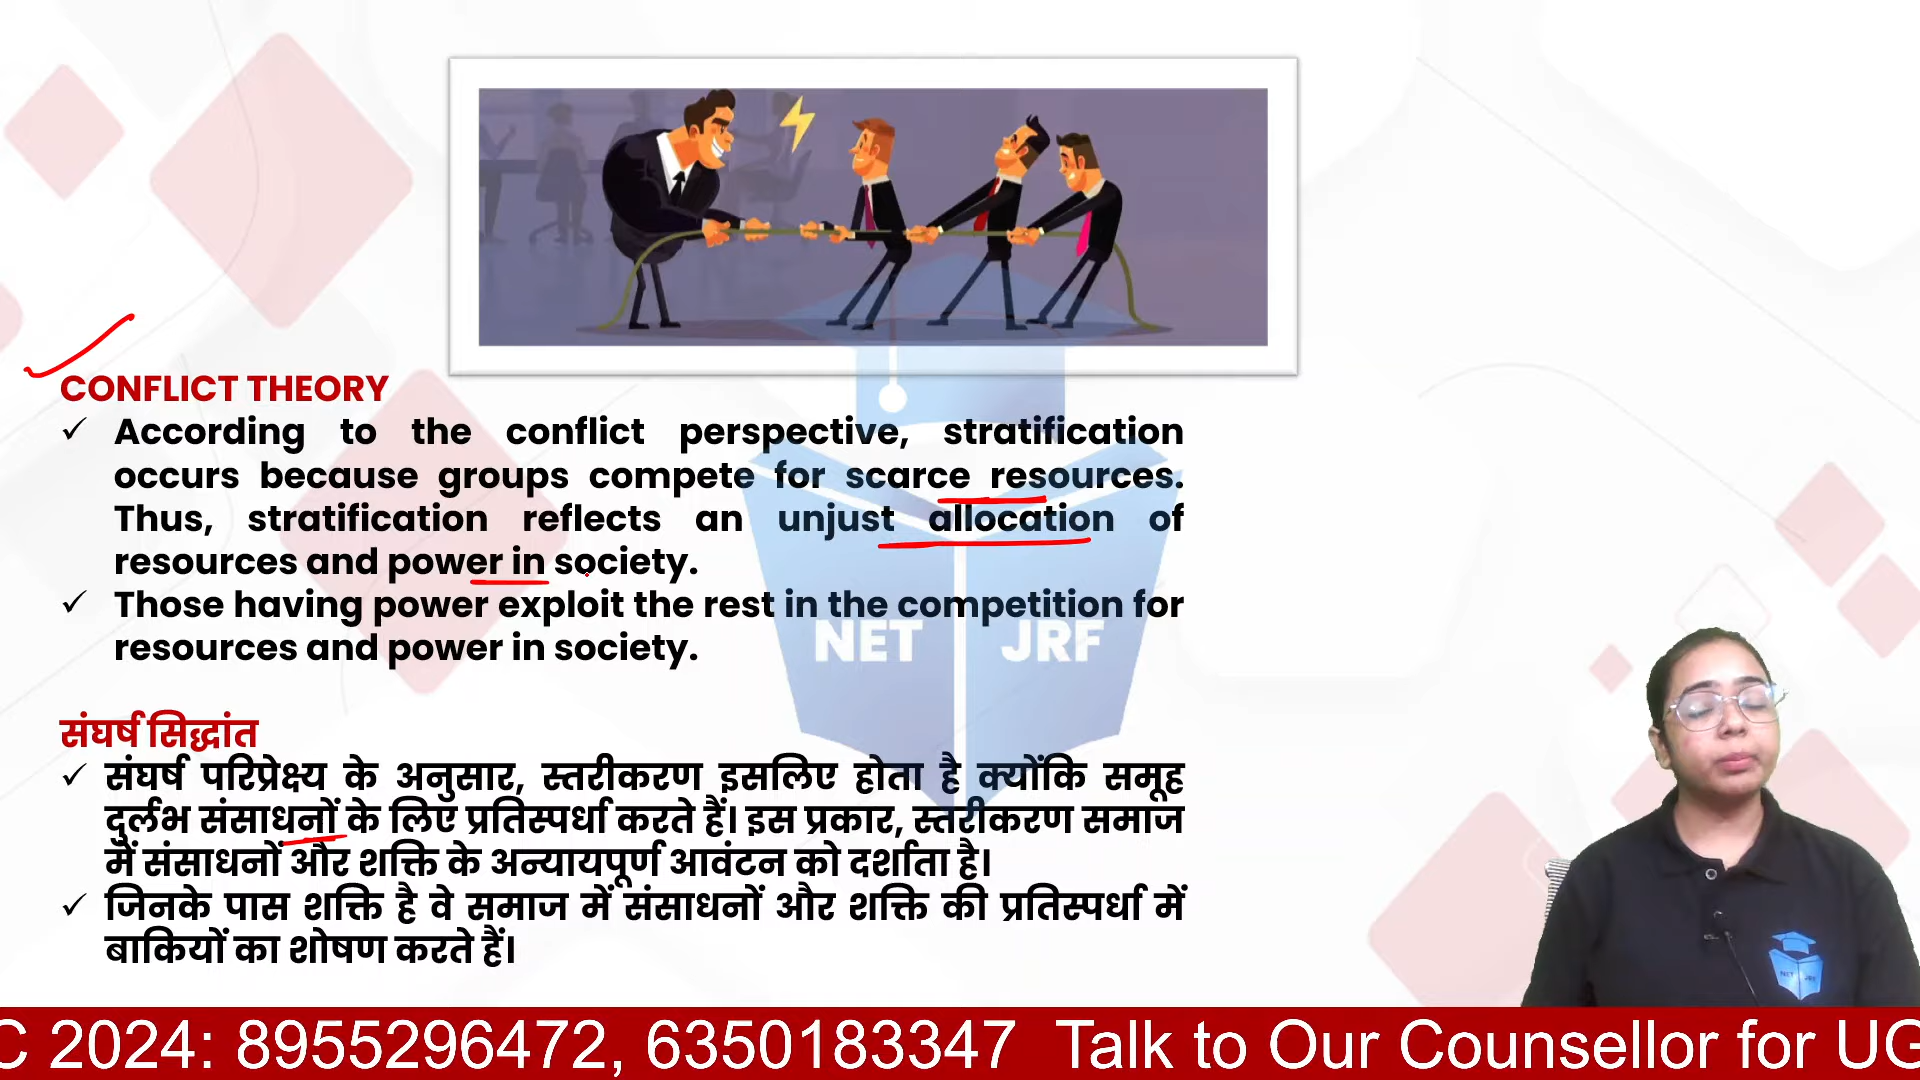 CONFLICT THEORY
✓ According to the conflict perspective, stratification
occurs because groups compete for scarce resources.
Thus, stratification reflects an unjust allocation of
resources and power in society.
✓ Those having power exploit the rest in the competition for
resources and power in society.
NET JRF
संघर्ष सिद्धांत
✓ संघर्ष परिप्रेक्ष्य के अनुसार, स्तरीकरण इसलिए होता है क्योंकि समूह
दुर्लभ संसाधनों के लिए प्रतिस्पर्धा करते हैं। इस प्रकार, स्तरीकरण समाज
में संसाधनों और शक्ति के अन्यायपूर्ण आवंटन को दर्शाता है।
✓ जिनके पास शक्ति है वे समाज में संसाधनों और शक्ति की प्रतिस्पर्धा में
बाकियों का शोषण करते हैं।
NET JRF
C 2024: 8955296472, 6350183347 Talk to Our Counsellor for UG